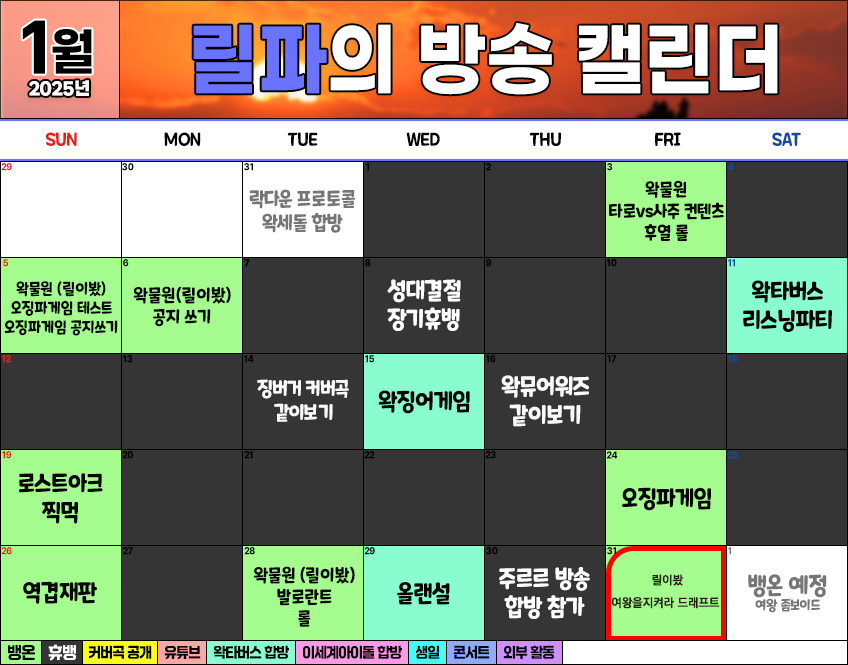 1월
2025년
릴파의 방송 캘린더
SUN MON TUE WED THU FRI SAT
29 30 31 1 2 3 4
락다운 프로토콜
왁세돌 합방
왁물원
타로vs사주 컨텐츠
후열 롤
5 6 7 8 9 10 11
왁물원 (릴이봤)
오징파게임 테스트
오징파게임 공지쓰기
왁물원(릴이봤)
공지 쓰기
성대결절
장기휴뱅
왁타버스
리스닝파티
12 13 14 15 16 17 18
징버거 커버곡
같이보기
왁징어게임
왁뮤어워즈
같이보기
19 20 21 22 23 24 25
로스트아크
찍먹
오징파게임
26 27 28 29 30 31 1
역겹재판
왁물원 (릴이봤)
발로란트
롤
올랜설
주르르 방송
합방 참가
릴이봤
여왕을지켜라 드래프트
뱅온 예정
여왕 좀보이드
뱅온 휴뱅 커버곡 공개 유튜브 왁타버스 합방 이세계아이돌 합방 생일 콘서트 외부 활동